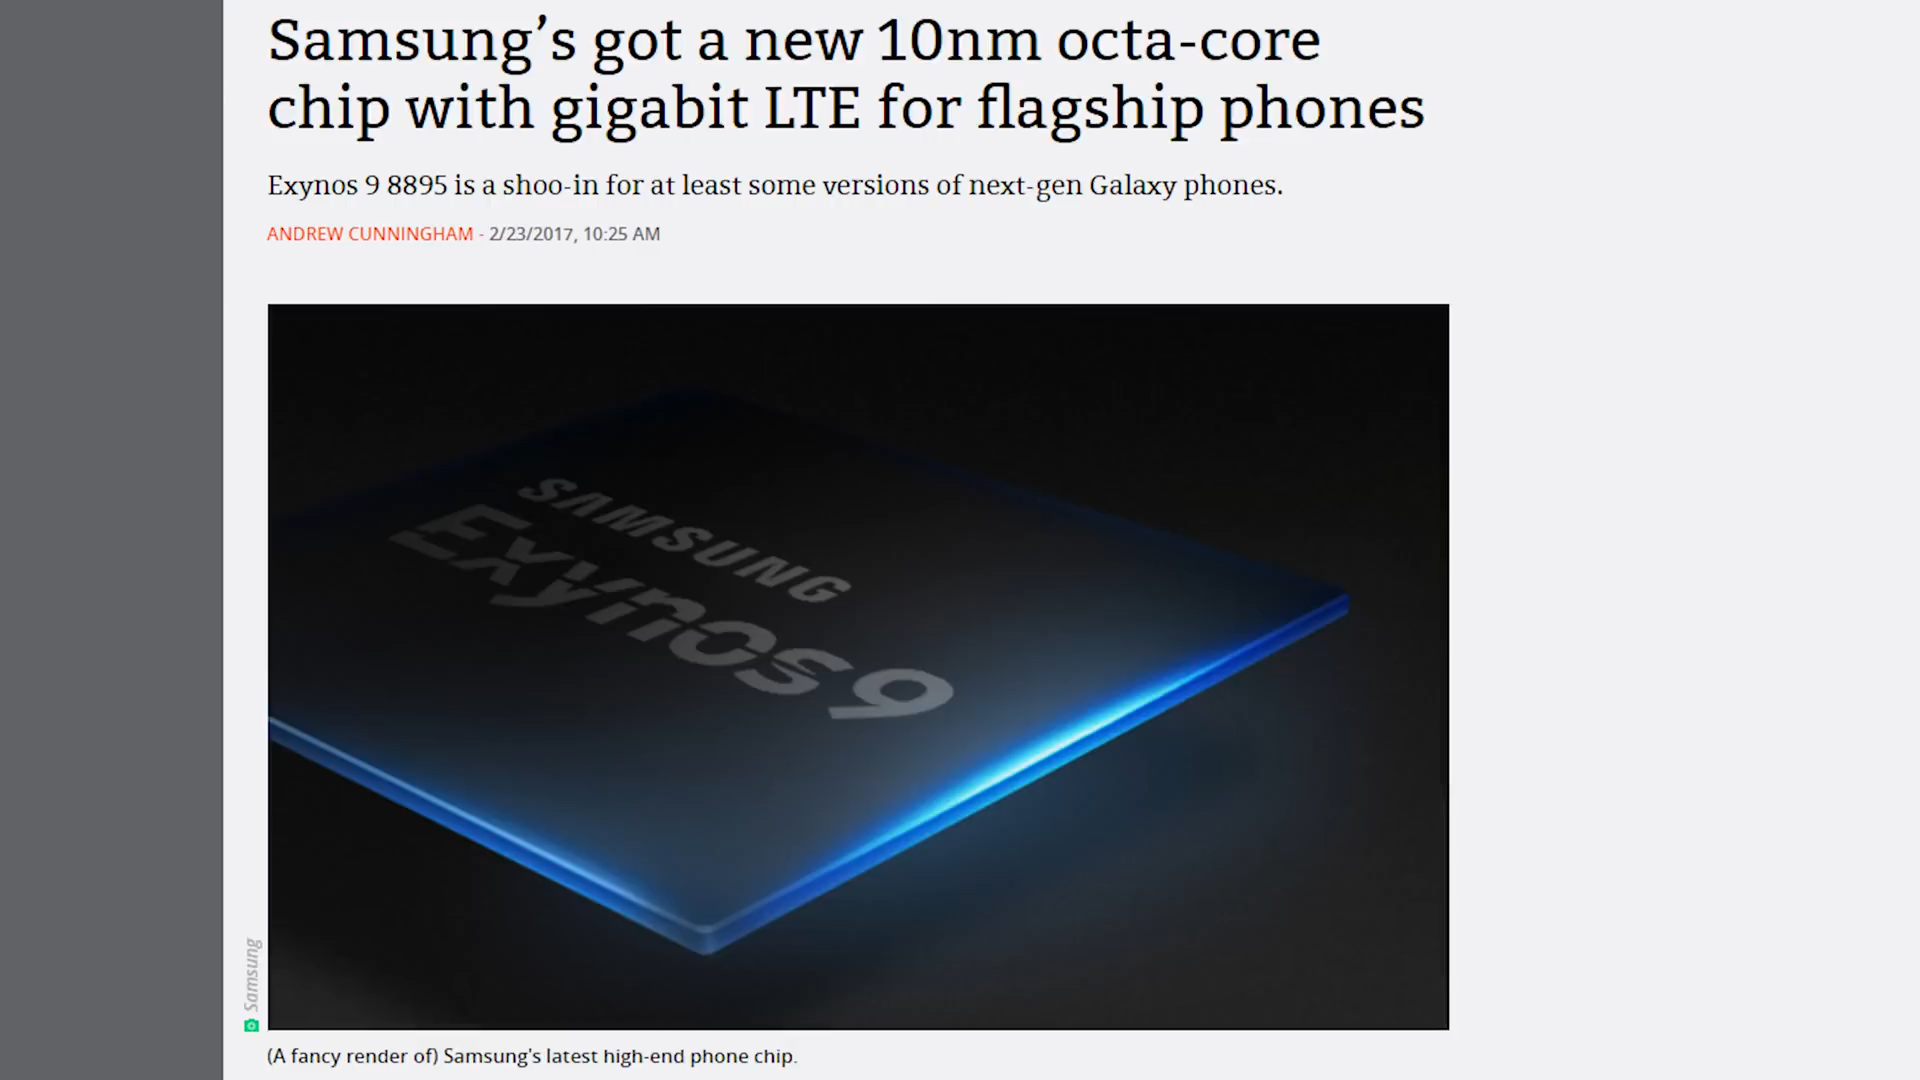 Samsung’s got a new 10nm octa-core
chip with gigabit LTE for flagship phones
Exynos 9 8895 is a shoo-in for at least some versions of next-gen Galaxy phones.
ANDREW CUNNINGHAM - 2/23/2017, 10:25 AM
SAMSUNG
Exynos 9
Samsung
(A fancy render of) Samsung's latest high-end phone chip.